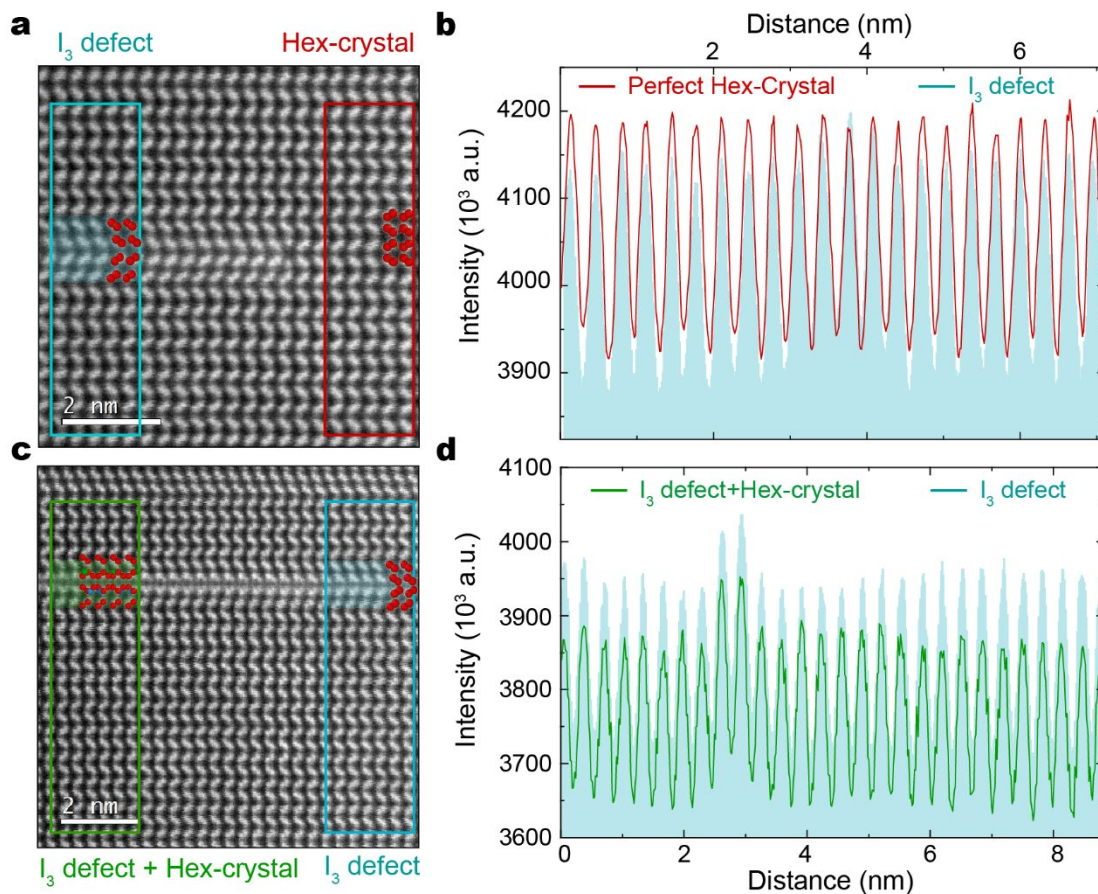 a
I₃ defect
Hex-crystal
2 nm
b
Distance (nm)
2 4 6
Perfect Hex-Crystal
I₃ defect
Intensity (10³ a.u.)
4200
4100
4000
3900
c
2 nm
I₃ defect + Hex-crystal
I₃ defect
d
I₃ defect+Hex-crystal
I₃ defect
Intensity (10³ a.u.)
4100
4000
3900
3800
3700
3600
0 2 4 6 8
Distance (nm)